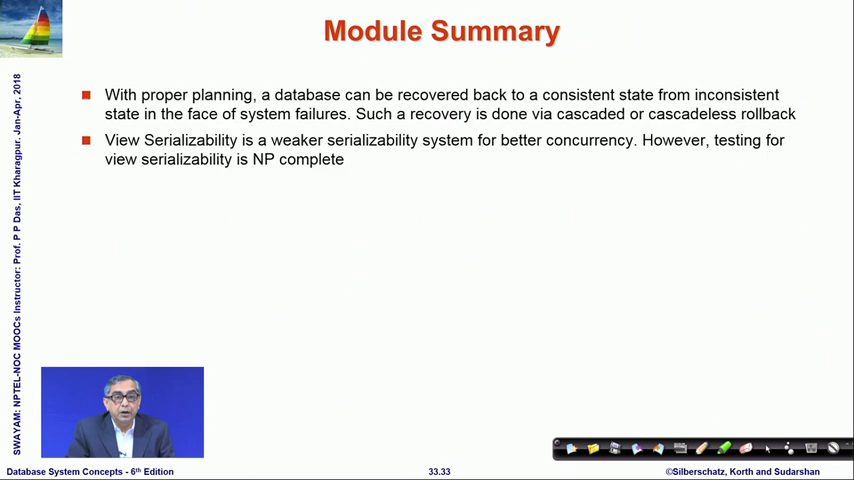 Module Summary
With proper planning, a database can be recovered back to a consistent state from inconsistent
state in the face of system failures. Such a recovery is done via cascaded or cascadeless rollback
View Serializability is a weaker serializability system for better concurrency. However, testing for
view serializability is NP complete
SWAYAM: NPTEL-NOC MOOCs Instructor: Prof. P P Das, IIT Kharagpur. Jan-Apr, 2018
Database System Concepts - 6th Edition
33.33
©Silberschatz, Korth and Sudarshan